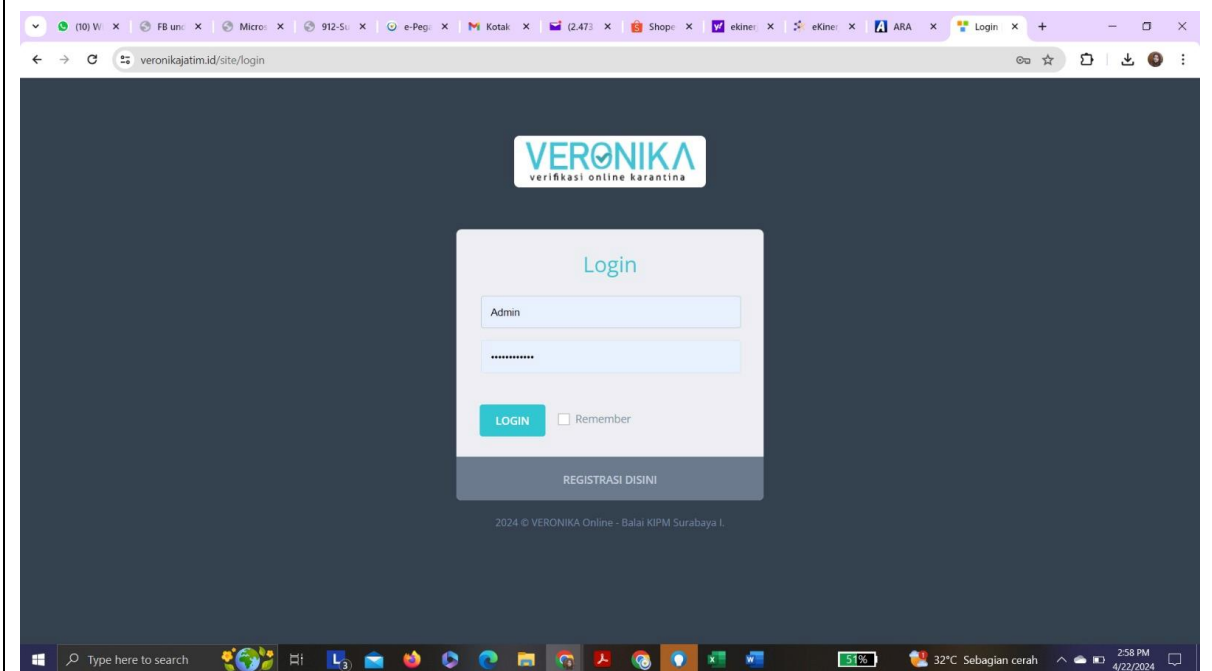 (10) W
FB unc
Micros
912-Su
e-Pega
Kotak
(2.473
Shope
ekiner
eKiner
ARA
Login
veronikajatim.id/site/login
VERONIKA
verifikasi online karantina
Login
Admin
LOGIN
Remember
REGISTRASI DISINI
2024 © VERONIKA Online - Balai KIPM Surabaya I.
Type here to search
51%
32°C Sebagian cerah
2:58 PM
4/22/2024